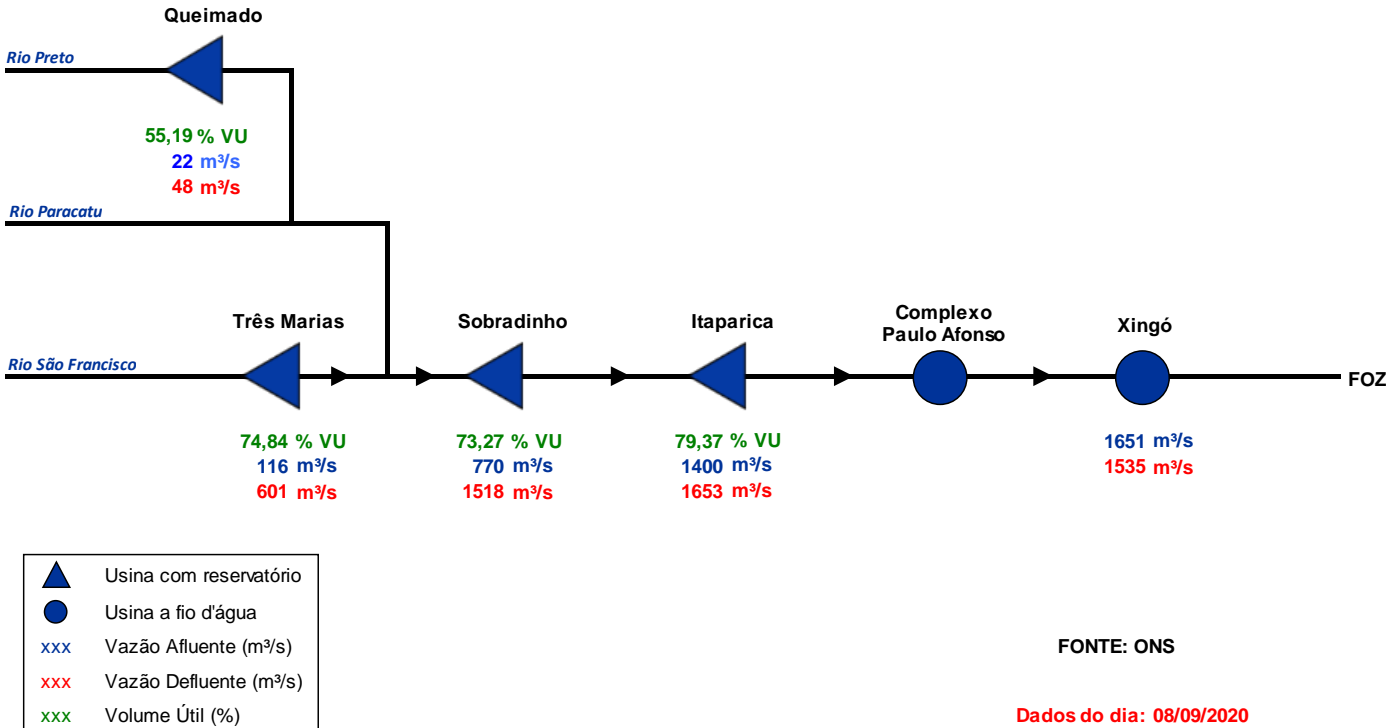 Queimado
Rio Preto
55,19 % VU
22 m³/s
48 m³/s
Rio Paracatu
Três Marias
Sobradinho
Itaparica
Complexo
Paulo Afonso
Xingó
Rio São Francisco
FOZ
74,84 % VU
116 m³/s
601 m³/s
73,27 % VU
770 m³/s
1518 m³/s
79,37 % VU
1400 m³/s
1653 m³/s
1651 m³/s
1535 m³/s
Usina com reservatório
Usina a fio d'água
xxx Vazão Afluente (m³/s)
xxx Vazão Defluente (m³/s)
xxx Volume Útil (%)
FONTE: ONS
Dados do dia: 08/09/2020